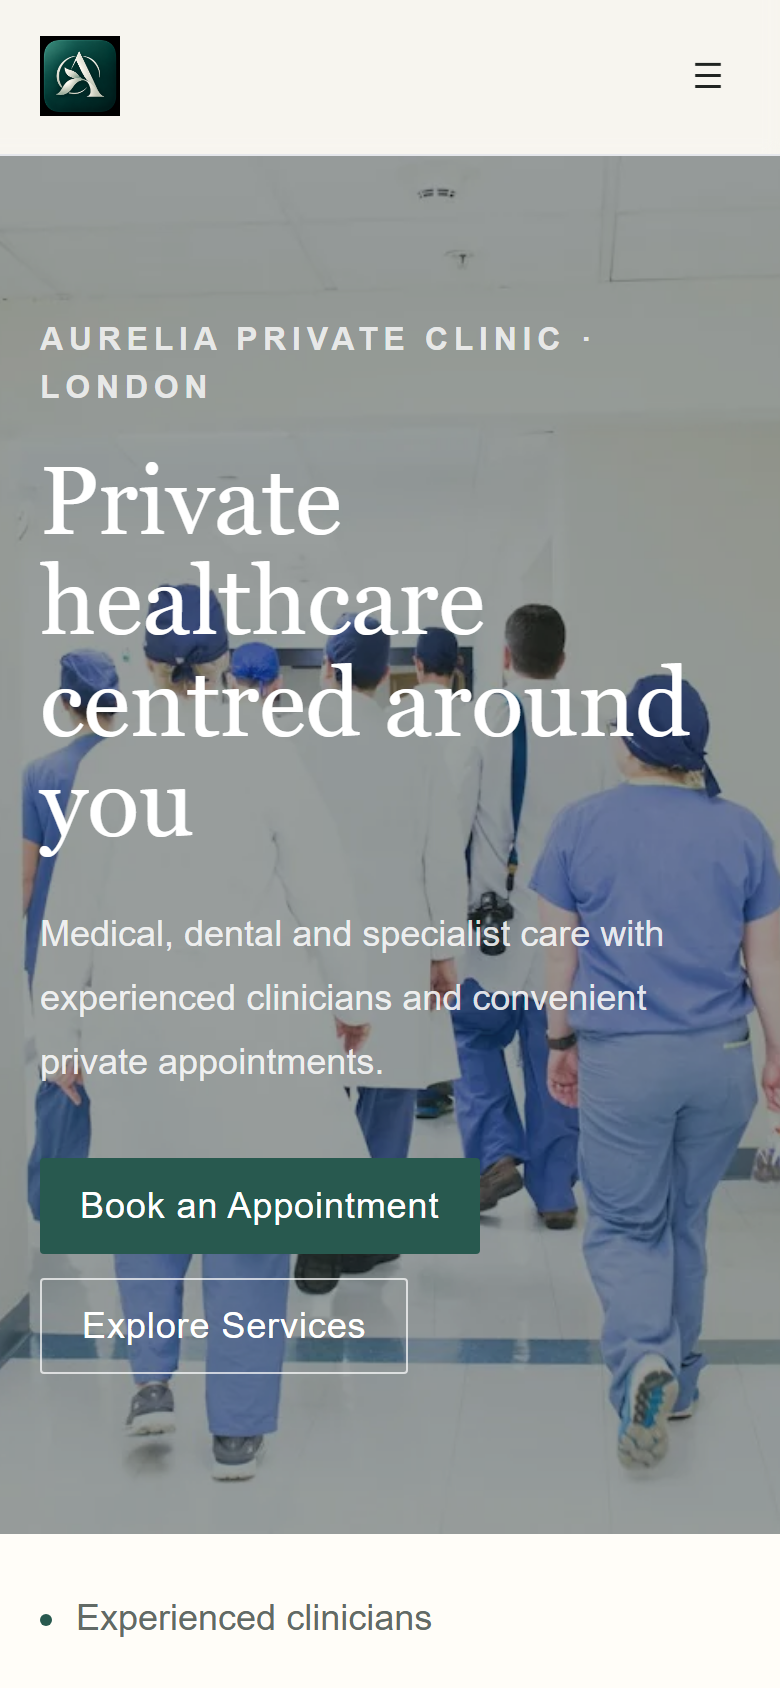 AURELIA PRIVATE CLINIC ·
LONDON
Private
healthcare
centred around
you
Medical, dental and specialist care with
experienced clinicians and convenient
private appointments.
Book an Appointment
Explore Services
Experienced clinicians